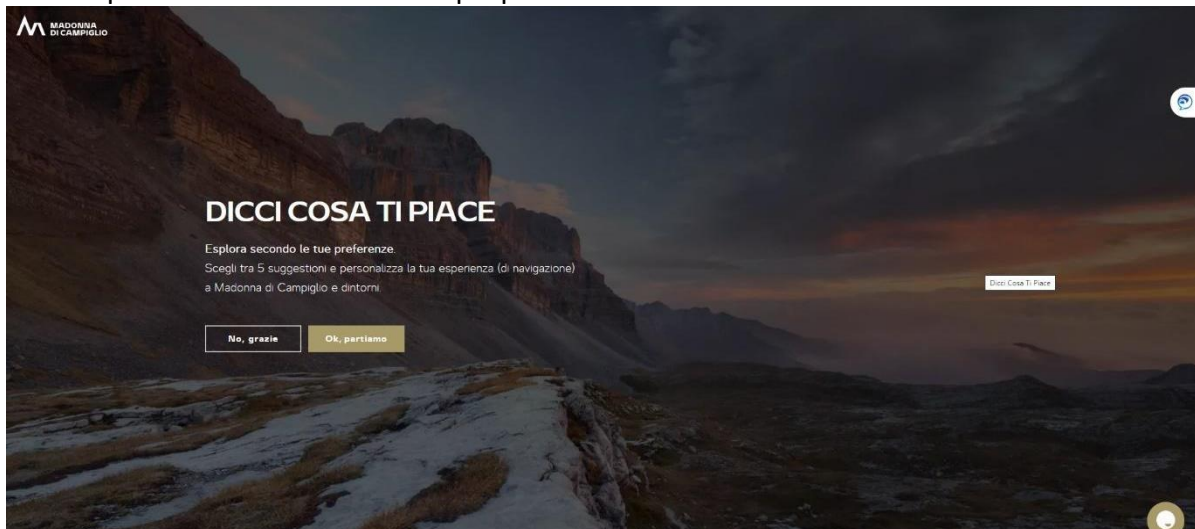 MADONNA
DI CAMPIGLIO
DICCI COSA TI PIACE
Esplora secondo le tue preferenze.
Scegli tra 5 suggestioni e personalizza la tua esperienza (di navigazione)
a Madonna di Campiglio e dintorni.
Dicci Cosa Ti Piace
No, grazie
Ok, partiamo